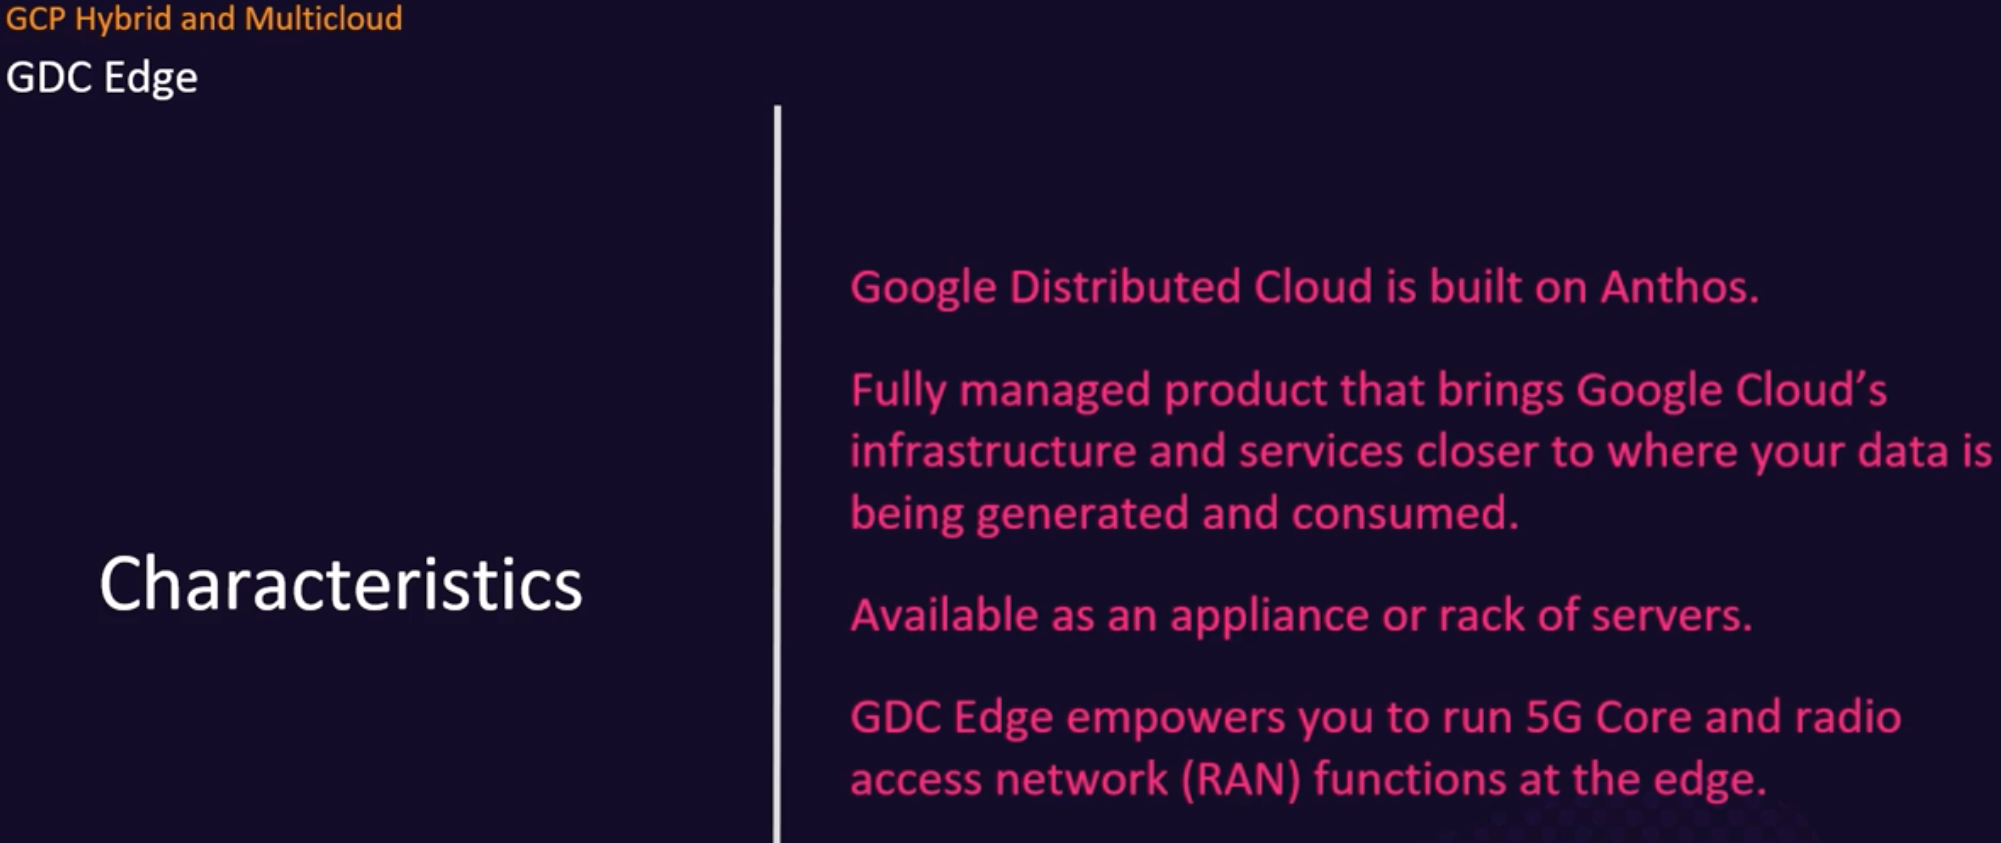 GCP Hybrid and Multicloud
GDC Edge
Characteristics
Google Distributed Cloud is built on Anthos.
Fully managed product that brings Google Cloud’s
infrastructure and services closer to where your data is
being generated and consumed.
Available as an appliance or rack of servers.
GDC Edge empowers you to run 5G Core and radio
access network (RAN) functions at the edge.